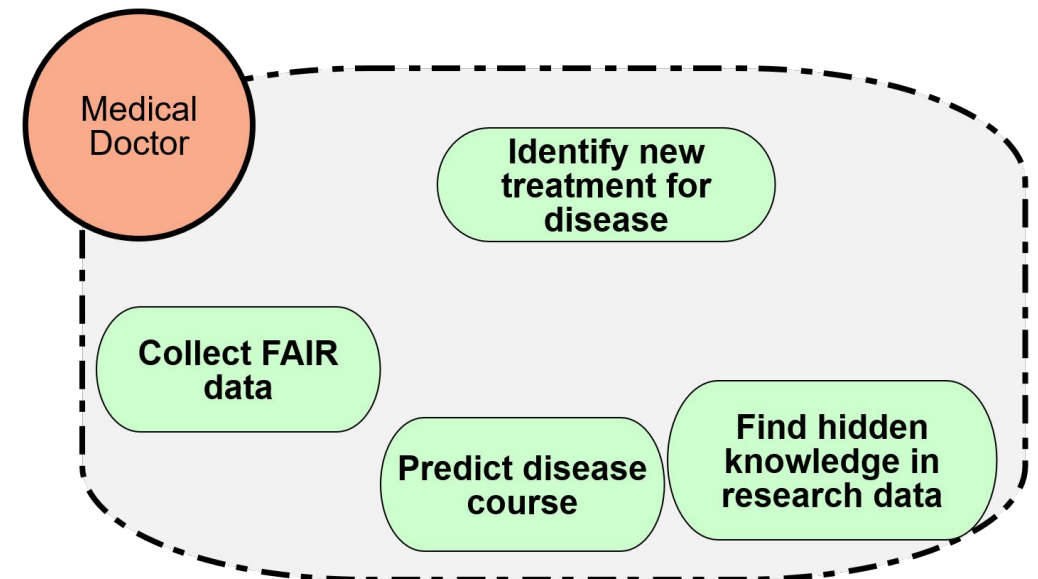 Medical
Doctor
Identify new
treatment for
disease
Collect FAIR
data
Predict disease
course
Find hidden
knowledge in
research data